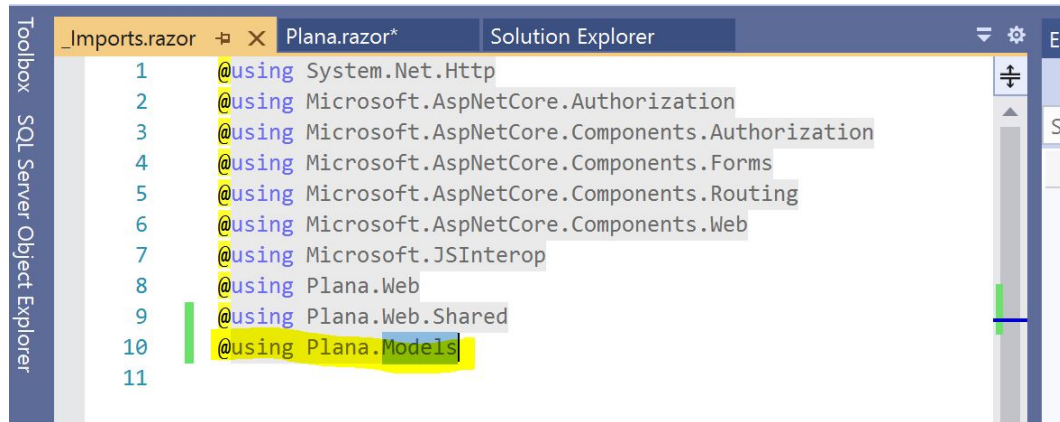 _Imports.razor
Plana.razor*
Solution Explorer
Toolbox
SQL Server Object Explorer
1 @using System.Net.Http
2 @using Microsoft.AspNetCore.Authorization
3 @using Microsoft.AspNetCore.Components.Authorization
4 @using Microsoft.AspNetCore.Components.Forms
5 @using Microsoft.AspNetCore.Components.Routing
6 @using Microsoft.AspNetCore.Components.Web
7 @using Microsoft.JSInterop
8 @using Plana.Web
9 @using Plana.Web.Shared
10 @using Plana.Models
11